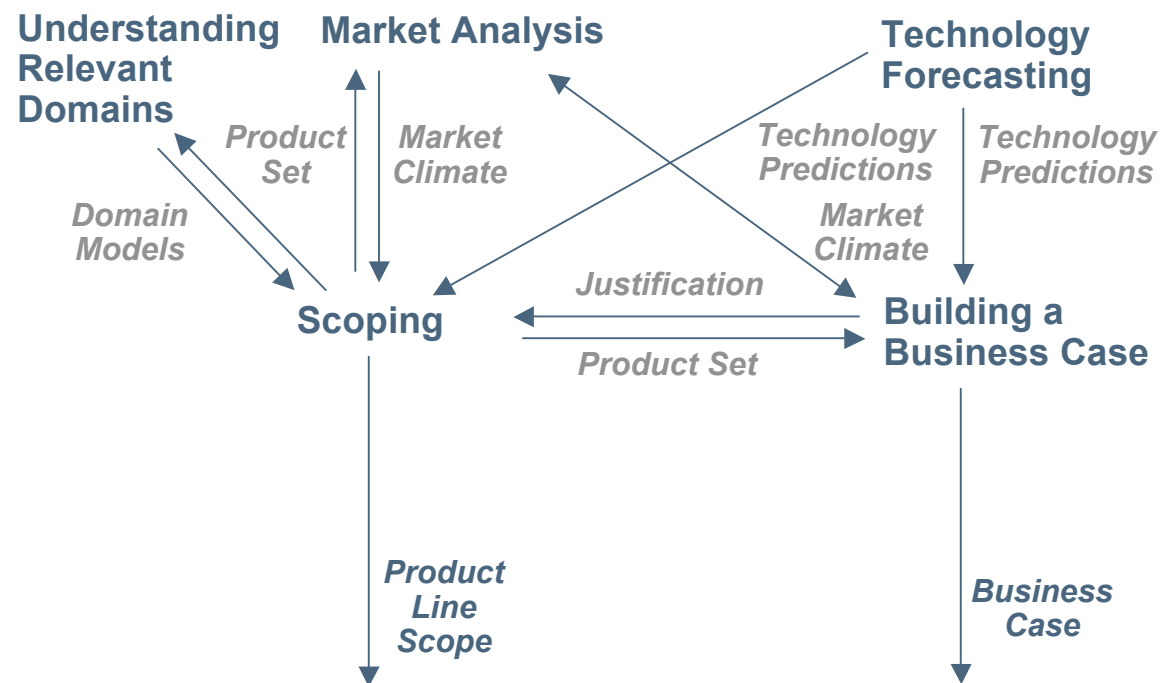 Understanding
Relevant
Domains
Market Analysis
Technology
Forecasting
Product
Set
Market
Climate
Technology
Predictions
Technology
Predictions
Domain
Models
Market
Climate
Justification
Scoping
Building a
Business Case
Product Set
Product
Line
Scope
Business
Case